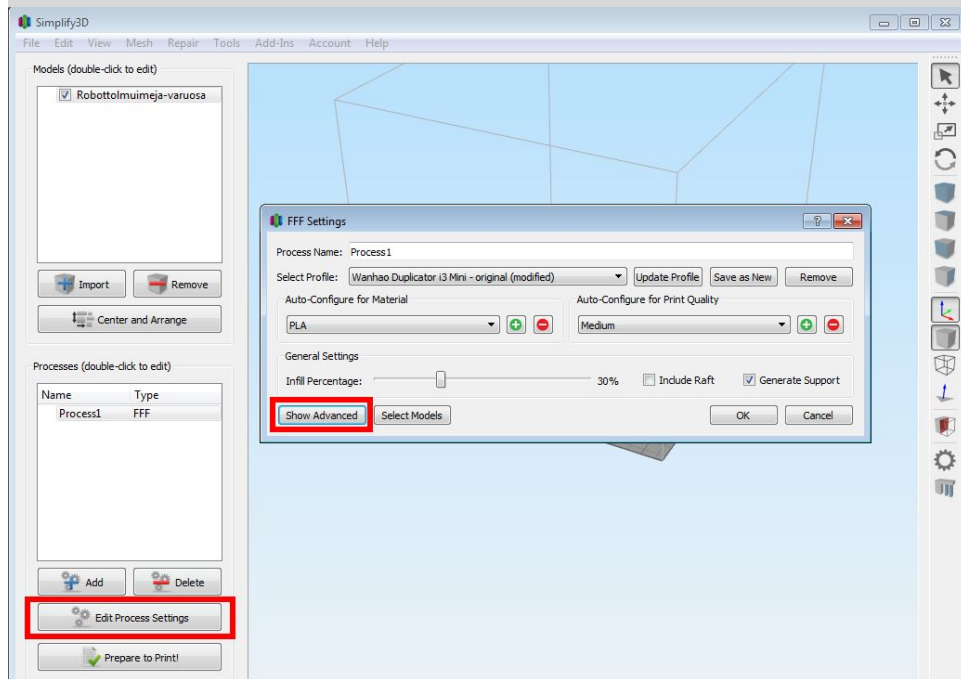 Simplify3D
File Edit View Mesh Repair Tools Add-Ins Account Help
Models (double-click to edit)
Robottolmuimeja-varuosa
Import Remove
Center and Arrange
Processes (double-click to edit)
Name Type
Process1 FFF
Add Delete
Edit Process Settings
Prepare to Print!
FFF Settings
Process Name: Process1
Select Profile: Wanhao Duplicator i3 Mini - original (modified) Update Profile Save as New Remove
Auto-Configure for Material Auto-Configure for Print Quality
PLA Medium
General Settings
Infill Percentage: 30% Include Raft Generate Support
Show Advanced Select Models OK Cancel